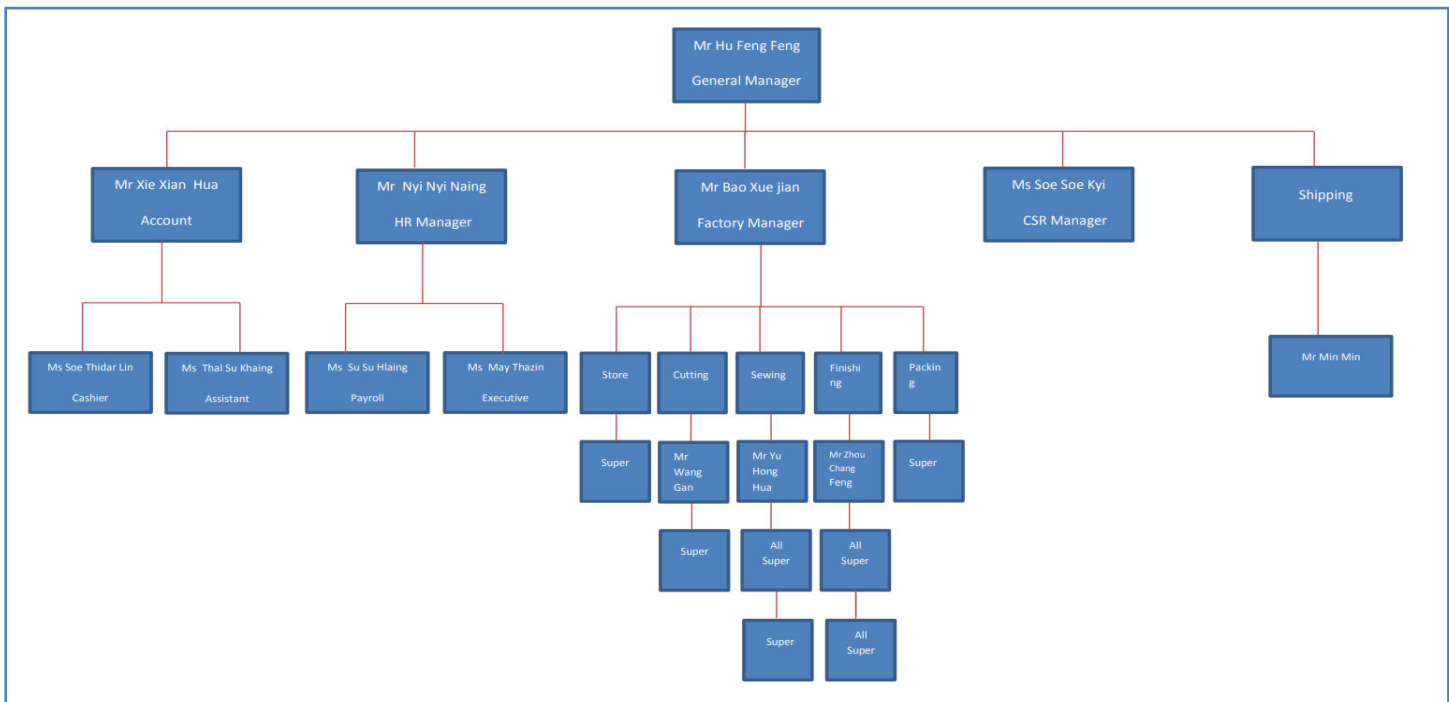 Mr Hu Feng Feng
General Manager
Mr Xie Xian Hua
Account
Mr Nyi Nyi Naing
HR Manager
Mr Bao Xue jian
Factory Manager
Ms Soe Soe Kyi
CSR Manager
Shipping
Ms Soe Thidar Lin
Cashier
Ms Thal Su Khaing
Assistant
Ms Su Su Hlaing
Payroll
Ms May Thazin
Executive
Store
Cutting
Sewing
Finishi
ng
Packin
g
Mr Min Min
Super
Mr
Wang
Gan
Mr Yu
Hong
Hua
Mr Zhou
Chang
Feng
Super
Super
All
Super
All
Super
Super
All
Super